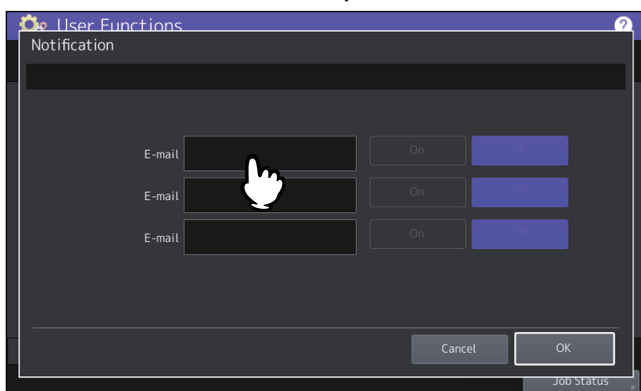 User Functions ?
Notification
E-mail On Off
E-mail On Off
E-mail On Off
Cancel OK
Job Status